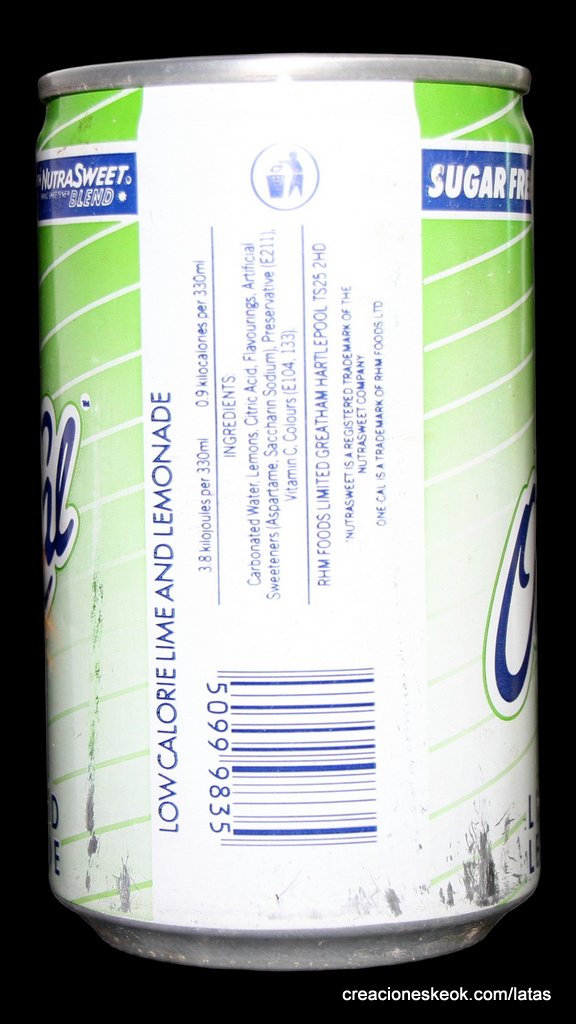 NUTRASWEET
BLEND
SUGAR FRE
LOW CALORIE LIME AND LEMONADE
3.8 kilojoules per 330ml 0.9 kilocalories per 330ml
INGREDIENTS:
Carbonated Water, Lemons, Citric Acid, Flavourings, Artificial
Sweeteners (Aspartame, Saccharin Sodium), Preservative (E211),
Vitamin C, Colours (E104, 133).
RHM FOODS LIMITED GREATHAM HARTLEPOOL TS25 2HD
NUTRASWEET IS A REGISTERED TRADEMARK OF THE
NUTRASWEET COMPANY
ONE CAL IS A TRADEMARK OF RHM FOODS LTD
5099 9835
al
creacioneskeok.com/latas